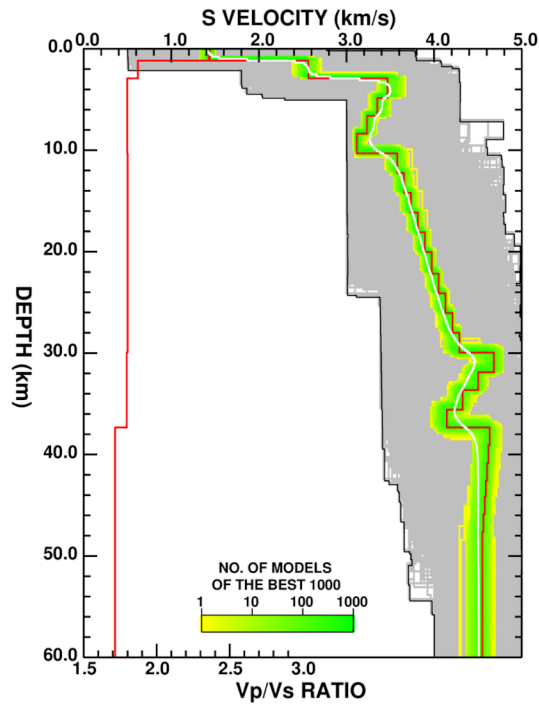 S VELOCITY (km/s)
0.0 1.0 2.0 3.0 4.0 5.0
0.0
10.0
20.0
30.0
40.0
50.0
60.0
DEPTH (km)
NO. OF MODELS
OF THE BEST 1000
1 10 100 1000
1.5 2.0 2.5 3.0
Vp/Vs RATIO